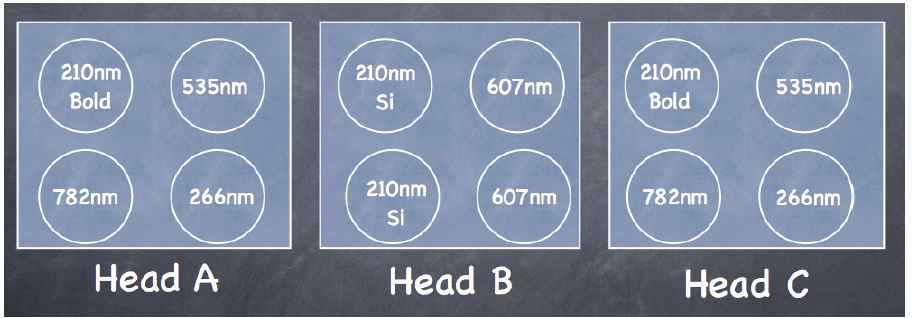 210nm
Bold
535nm
782nm
266nm
Head A
210nm
Si
607nm
210nm
Si
607nm
Head B
210nm
Bold
535nm
782nm
266nm
Head C